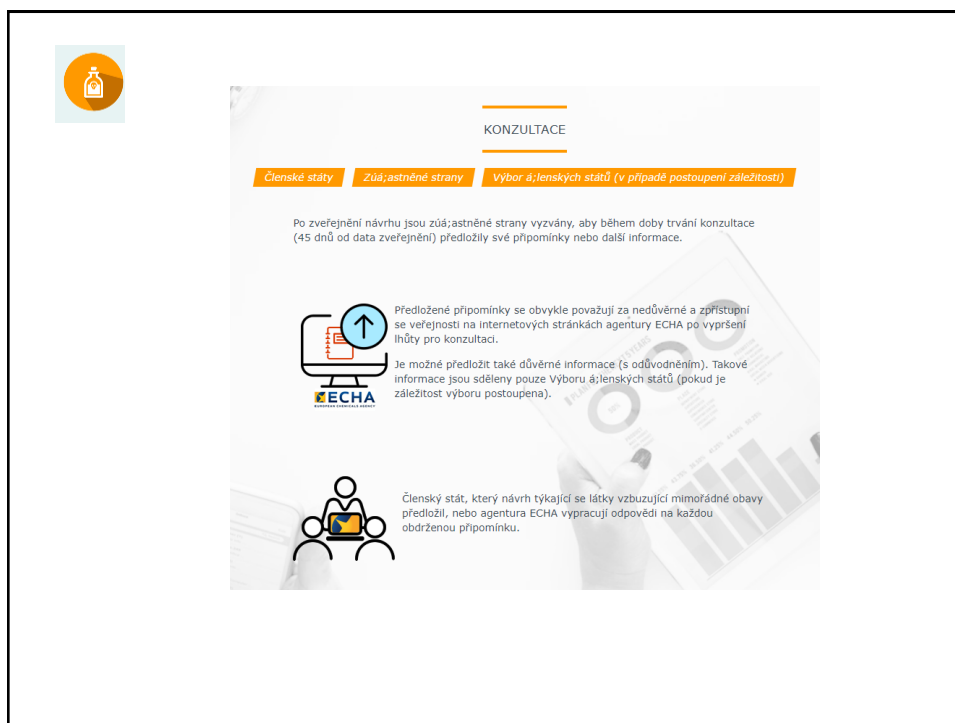 KONZULTACE
Členské státy
Zúá;astněné strany
Výbor á;lenských států (v případě postoupení záležitosti)
Po zveřejnění návrhu jsou zúá;astněné strany vyzvány, aby během doby trvání konzultace
(45 dnů od data zveřejnění) předložily své připomínky nebo další informace.
Předložené připomínky se obvykle považují za nedůvěrné a zpřístupní
se veřejnosti na internetových stránkách agentury ECHA po vypršení
lhůty pro konzultaci.
Je možné předložit také důvěrné informace (s odůvodněním). Takové
informace jsou sděleny pouze Výboru á;lenských států (pokud je
záležitost výboru postoupena).
ECHA
EUROPEAN CHEMICALS AGENCY
Členský stát, který návrh týkající se látky vzbuzující mimořádné obavy
předložil, nebo agentura ECHA vypracují odpovědi na každou
obdrženou připomínku.